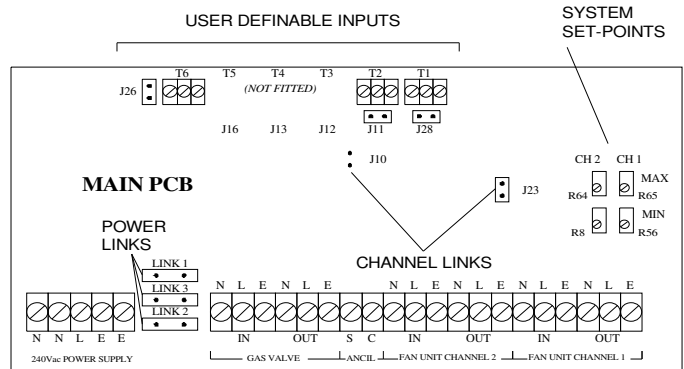 USER DEFINABLE INPUTS
SYSTEM
SET-POINTS
T6 T5 T4 T3 T2 T1
J26
(NOT FITTED)
J16 J13 J12 J11 J28
J10
CH 2 CH 1
MAX
MAIN PCB
J23
R64 R65
MIN
R8 R56
POWER
LINKS
LINK 1
LINK 3
LINK 2
CHANNEL LINKS
N L E N L E N L E N L E N L E N L E
N N L E E
IN OUT S C IN OUT IN OUT
240Vac POWER SUPPLY
GAS VALVE ANCIL FAN UNIT CHANNEL 2 FAN UNIT CHANNEL 1